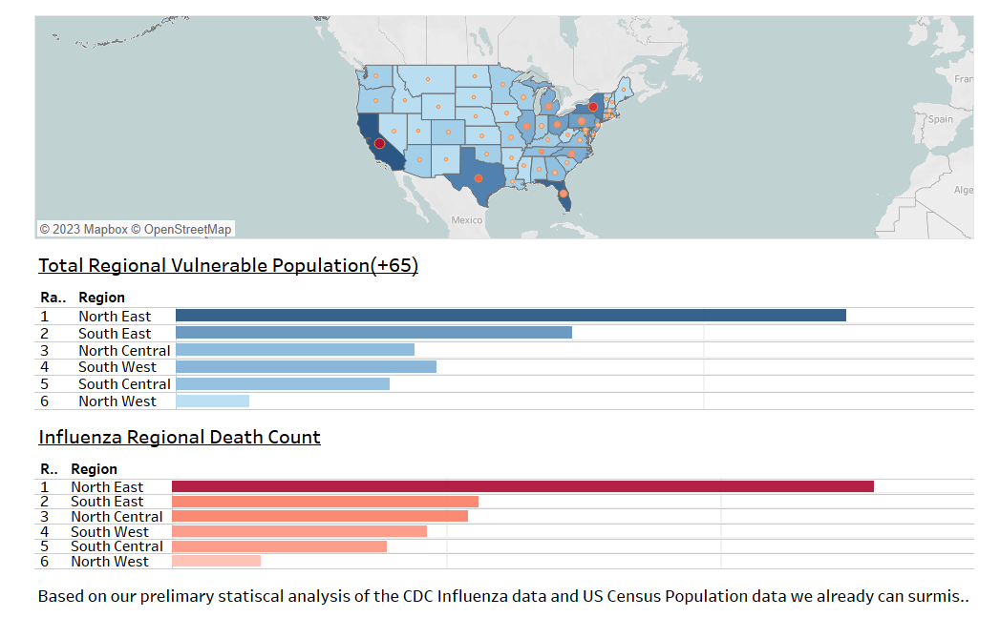 Fran
Spain
Alge
Mexico
© 2023 Mapbox © OpenStreetMap
Total Regional Vulnerable Population(+65)
Ra.. Region
1 North East
2 South East
3 North Central
4 South West
5 South Central
6 North West
Influenza Regional Death Count
R.. Region
1 North East
2 South East
3 North Central
4 South West
5 South Central
6 North West
Based on our prelimary statiscal analysis of the CDC Influenza data and US Census Population data we already can surmis..